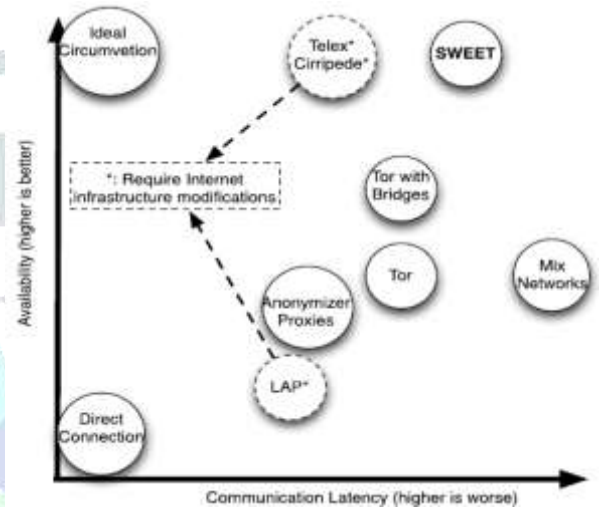 Ideal
Circumvetion
Telex*
Cirripede*
SWEET
*: Require Internet
infrastructure modifications
Tor with
Bridges
Tor
Mix
Networks
Anonymizer
Proxies
LAP*
Direct
Connection
Availability (higher is better)
Communication Latency (higher is worse)